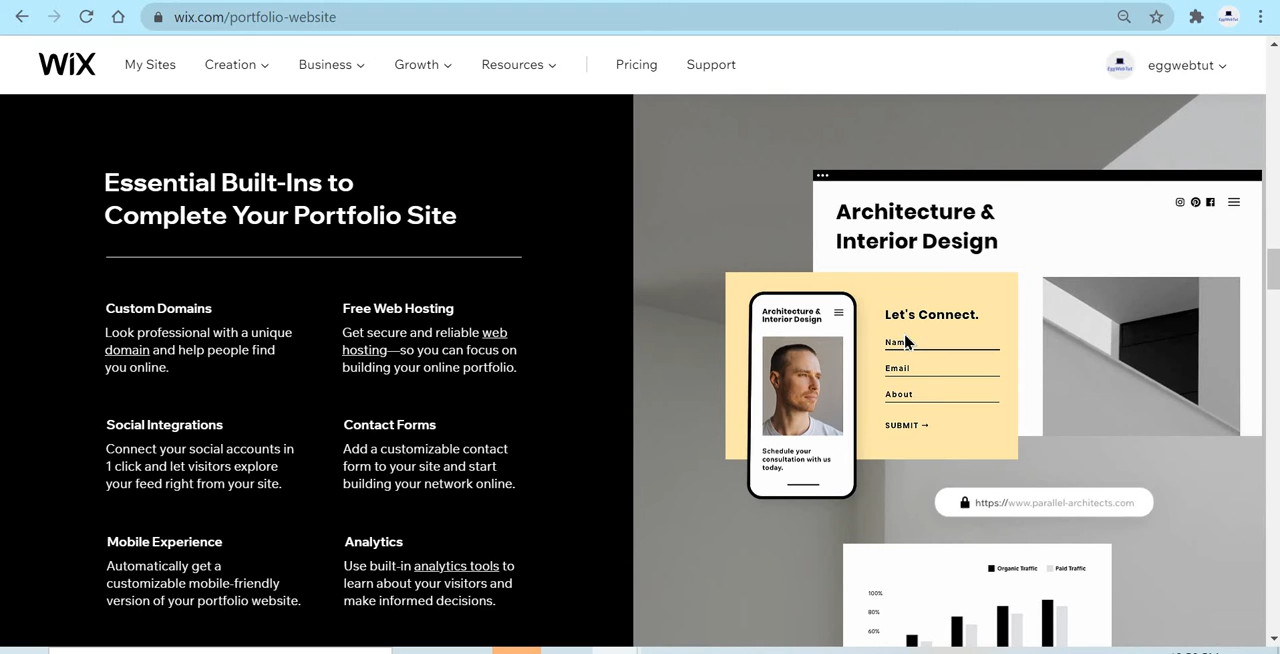 wix.com/portfolio-website
WiX
My Sites
Creation
Business
Growth
Resources
Pricing
Support
EggWebTut
eggwebtut
Essential Built-Ins to
Complete Your Portfolio Site
Custom Domains
Look professional with a unique
domain and help people find
you online.
Free Web Hosting
Get secure and reliable web
hosting—so you can focus on
building your online portfolio.
Social Integrations
Connect your social accounts in
1 click and let visitors explore
your feed right from your site.
Contact Forms
Add a customizable contact
form to your site and start
building your network online.
Mobile Experience
Automatically get a
customizable mobile-friendly
version of your portfolio website.
Analytics
Use built-in analytics tools to
learn about your visitors and
make informed decisions.
Architecture &
Interior Design
Architecture &
Interior Design
Schedule your
consultation with us
today.
Let's Connect.
Name
Email
About
SUBMIT →
https://www.parallel-architects.com
Organic Traffic
Paid Traffic
100%
80%
60%